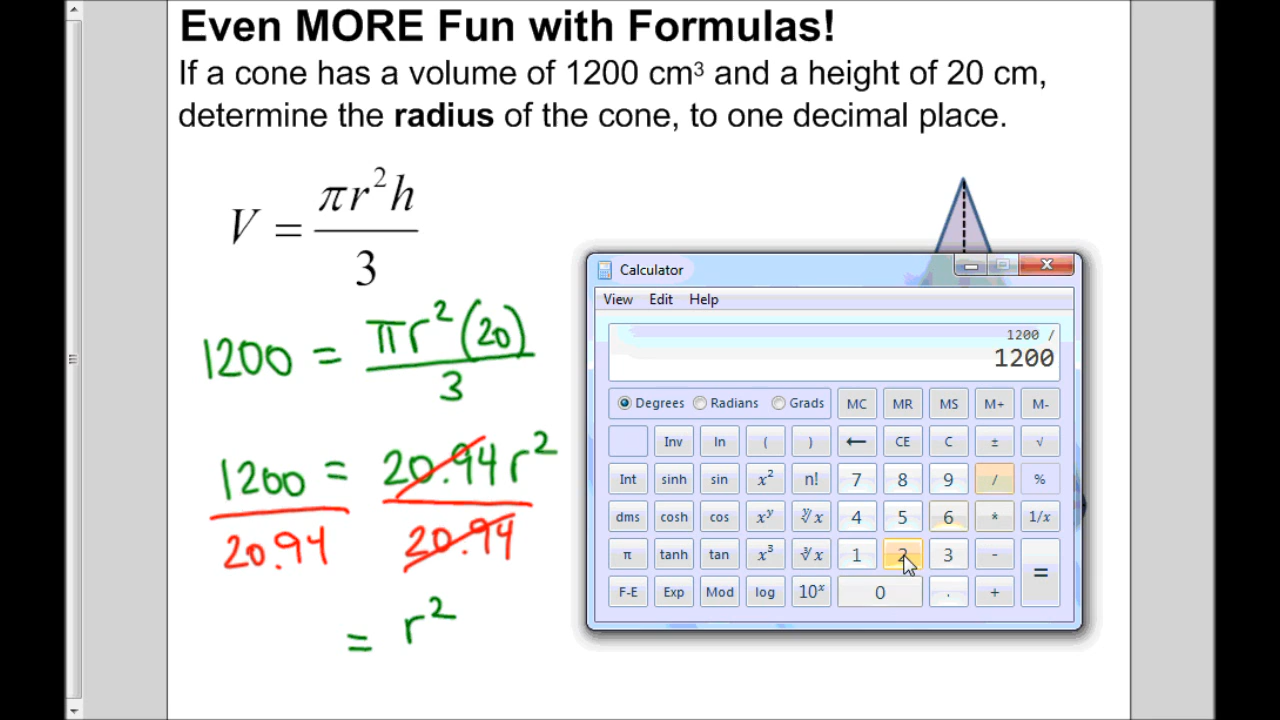 Even MORE Fun with Formulas!
If a cone has a volume of 1200 cm³ and a height of 20 cm,
determine the radius of the cone, to one decimal place.
V = πr²h / 3
1200 = πr²(20) / 3
1200 = 20.94r²
20.94 20.94
= r²
Calculator
View Edit Help
1200 /
1200
Degrees Radians Grads MC MR MS M+ M-
Inv ln ( ) ← CE C ± √
Int sinh sin x² n! 7 8 9 / %
dms cosh cos xʸ ʸ√x 4 5 6 * 1/x
π tanh tan x³ ³√x 1 2 3 - =
F-E Exp Mod log 10ˣ 0 . +